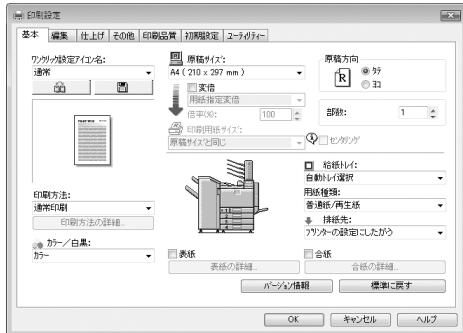 印刷設定
基本 編集 仕上げ その他 印刷品質 初期設定 ユーティリティー
ワンクリック設定アイコン名:
通常
原稿サイズ:
A4 ( 210 x 297 mm )
変倍
用紙指定変倍
倍率(%): 100
印刷用紙サイズ:
原稿サイズと同じ
原稿方向
R
タテ
ヨコ
部数: 1
センタリング
印刷方法:
通常印刷
印刷方法の詳細...
カラー/白黒:
カラー
給紙トレイ:
自動トレイ選択
用紙種類:
普通紙/再生紙
排紙先:
プリンターの設定にしたがう
表紙
表紙の詳細...
合紙
合紙の詳細...
バージョン情報 標準に戻す
OK キャンセル ヘルプ